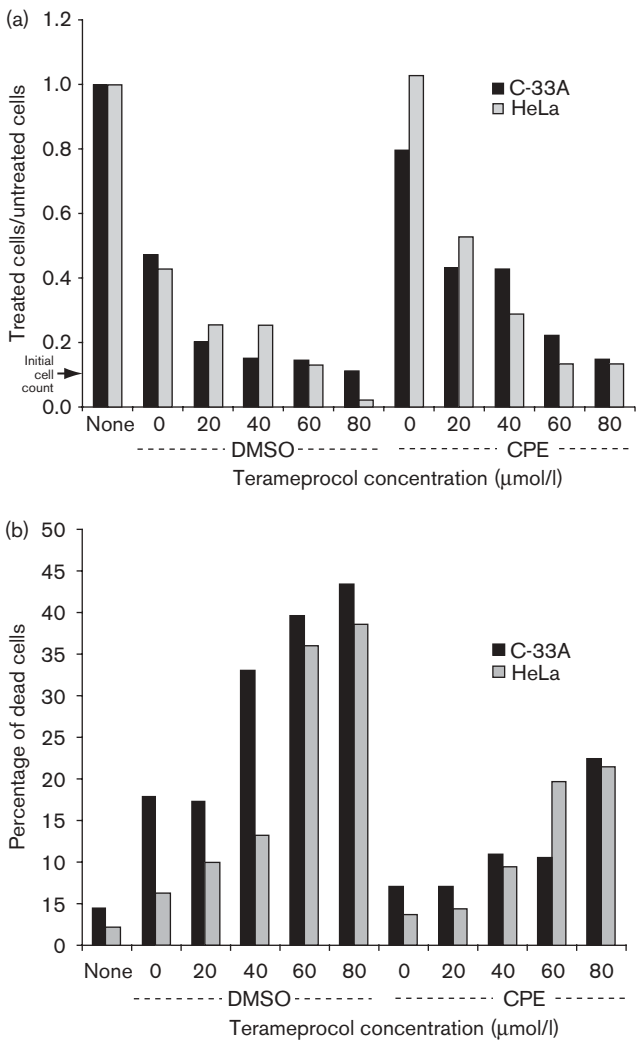 (a)
1.2
1.0
0.8
0.6
0.4
0.2
0.0
Treated cells/untreated cells
Initial
cell
count
C-33A
HeLa
None 0 20 40 60 80 0 20 40 60 80
DMSO CPE
Terameprocol concentration (μmol/l)
(b)
50
45
40
35
30
25
20
15
10
15
0
Percentage of dead cells
C-33A
HeLa
None 0 20 40 60 80 0 20 40 60 80
DMSO CPE
Terameprocol concentration (μmol/l)